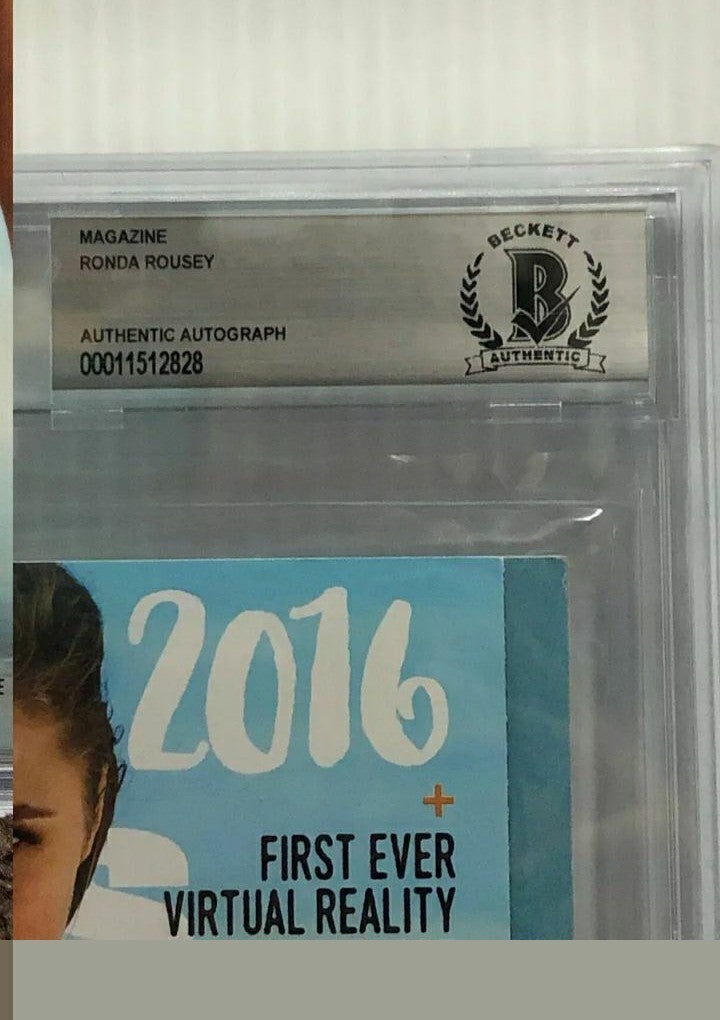 MAGAZINE
RONDA ROUSEY
AUTHENTIC AUTOGRAPH
00011512828
BECKETT
B
AUTHENTIC
2016
+
FIRST EVER
VIRTUAL REALITY